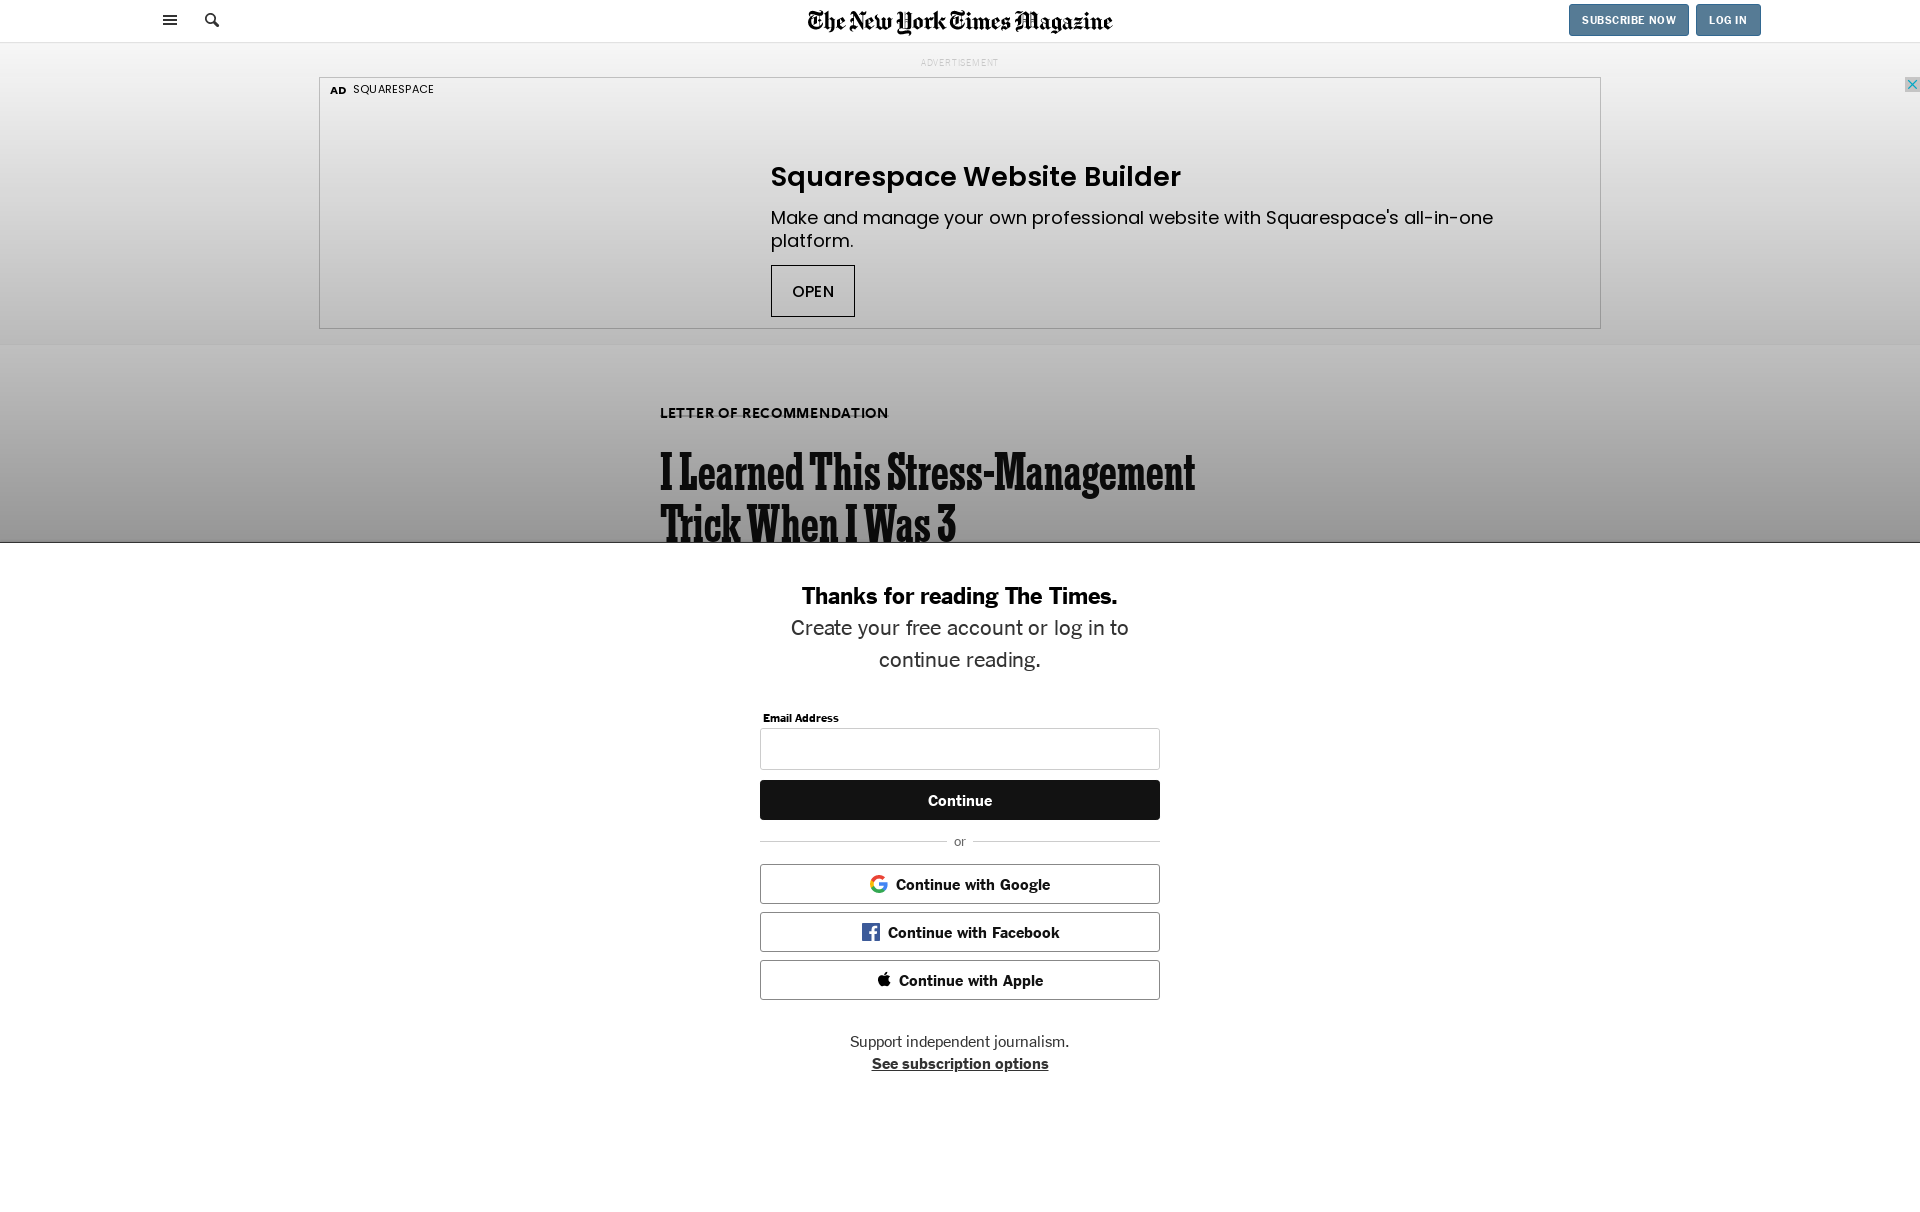 The New York Times Magazine
SUBSCRIBE NOW
LOG IN
ADVERTISEMENT
AD SQUARESPACE
Squarespace Website Builder
Make and manage your own professional website with Squarespace's all-in-one
platform.
OPEN
LETTER OF RECOMMENDATION
I Learned This Stress-Management
Trick When I Was 3
Thanks for reading The Times.
Create your free account or log in to
continue reading.
Email Address
Continue
or
Continue with Google
Continue with Facebook
Continue with Apple
Support independent journalism.
See subscription options